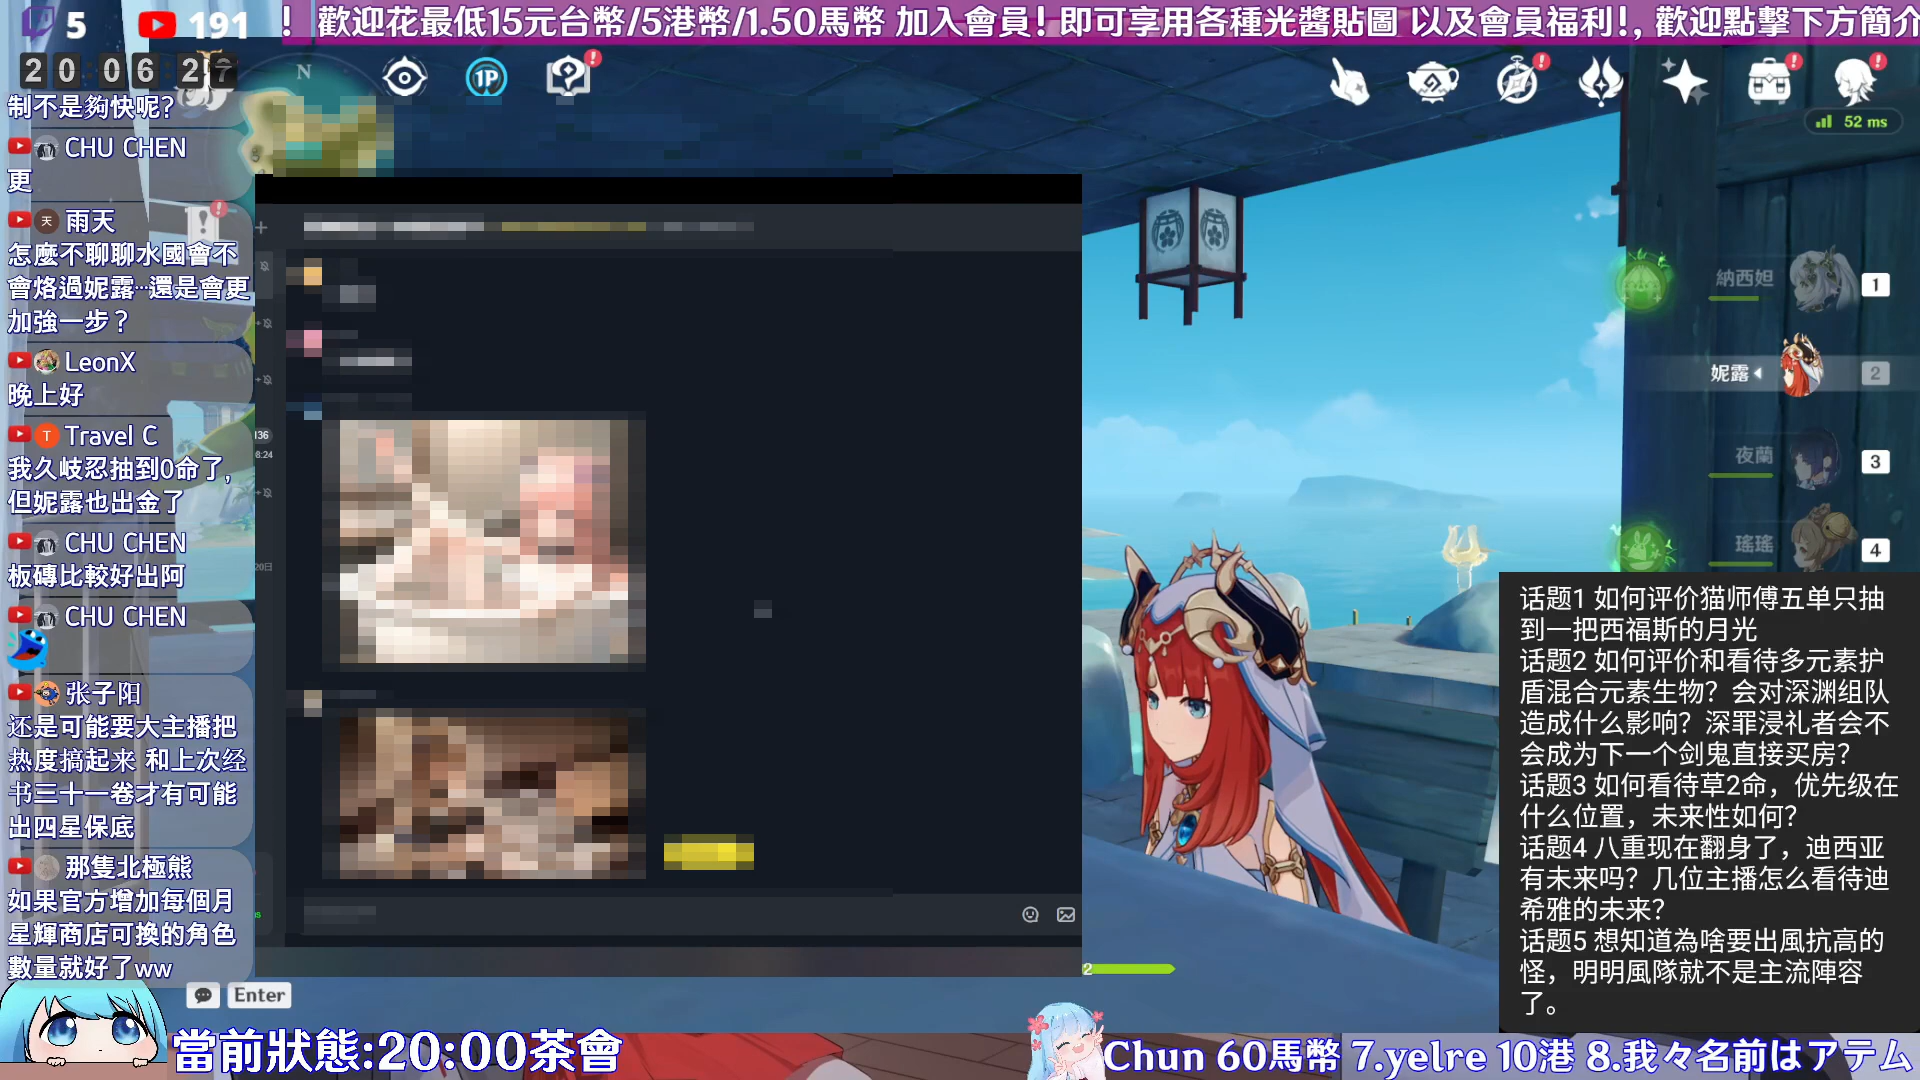 5
191
！ 歡迎花最低15元台幣/5港幣/1.50馬幣 加入會員！即可享用各種光醬貼圖 以及會員福利！, 歡迎點擊下方簡介
20:06:27
N
1P
52 ms
制不是夠快呢?
CHU CHEN
更
天 雨天
怎麼不聊聊水國會不
會烙過妮露…還是會更
加強一步？
LeonX
晚上好
T Travel C
我久岐忍抽到0命了,
但妮露也出金了
CHU CHEN
板磚比較好出阿
CHU CHEN
张子阳
还是可能要大主播把
热度搞起来 和上次经
书三十一卷才有可能
出四星保底
那隻北極熊
如果官方增加每個月
星輝商店可換的角色
數量就好了ww
136
6:24
20日
納西妲
1
妮露
2
夜蘭
3
瑤瑤
4
话题1 如何评价猫师傅五单只抽
到一把西福斯的月光
话题2 如何评价和看待多元素护
盾混合元素生物？会对深渊组队
造成什么影响？深罪浸礼者会不
会成为下一个剑鬼直接买房？
话题3 如何看待草2命，优先级在
什么位置，未来性如何？
话题4 八重现在翻身了，迪西亚
有未来吗？几位主播怎么看待迪
希雅的未来？
话题5 想知道為啥要出風抗高的
怪，明明風隊就不是主流陣容
了。
2
Enter
當前狀態:20:00茶會
Chun 60馬幣 7.yelre 10港 8.我々名前はアテム